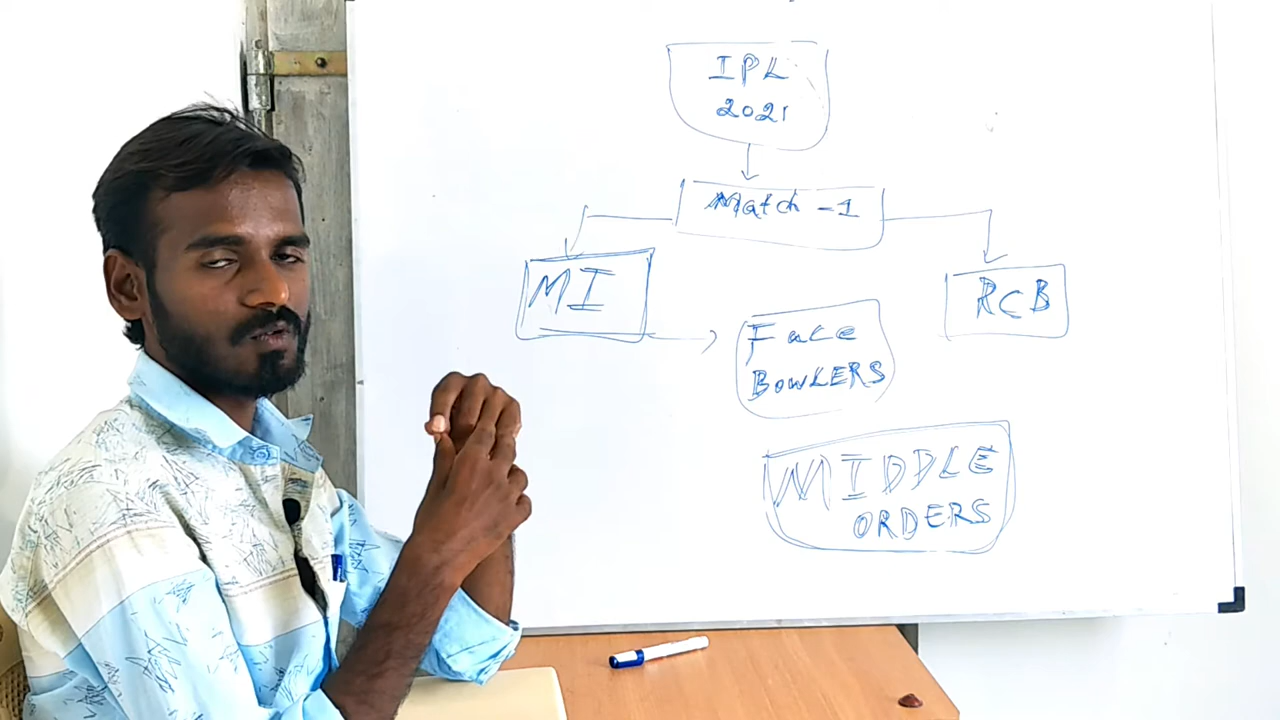 IPL
2021
Match -1
MI
RCB
Face
BOWLERS
MIDDLE
ORDERS